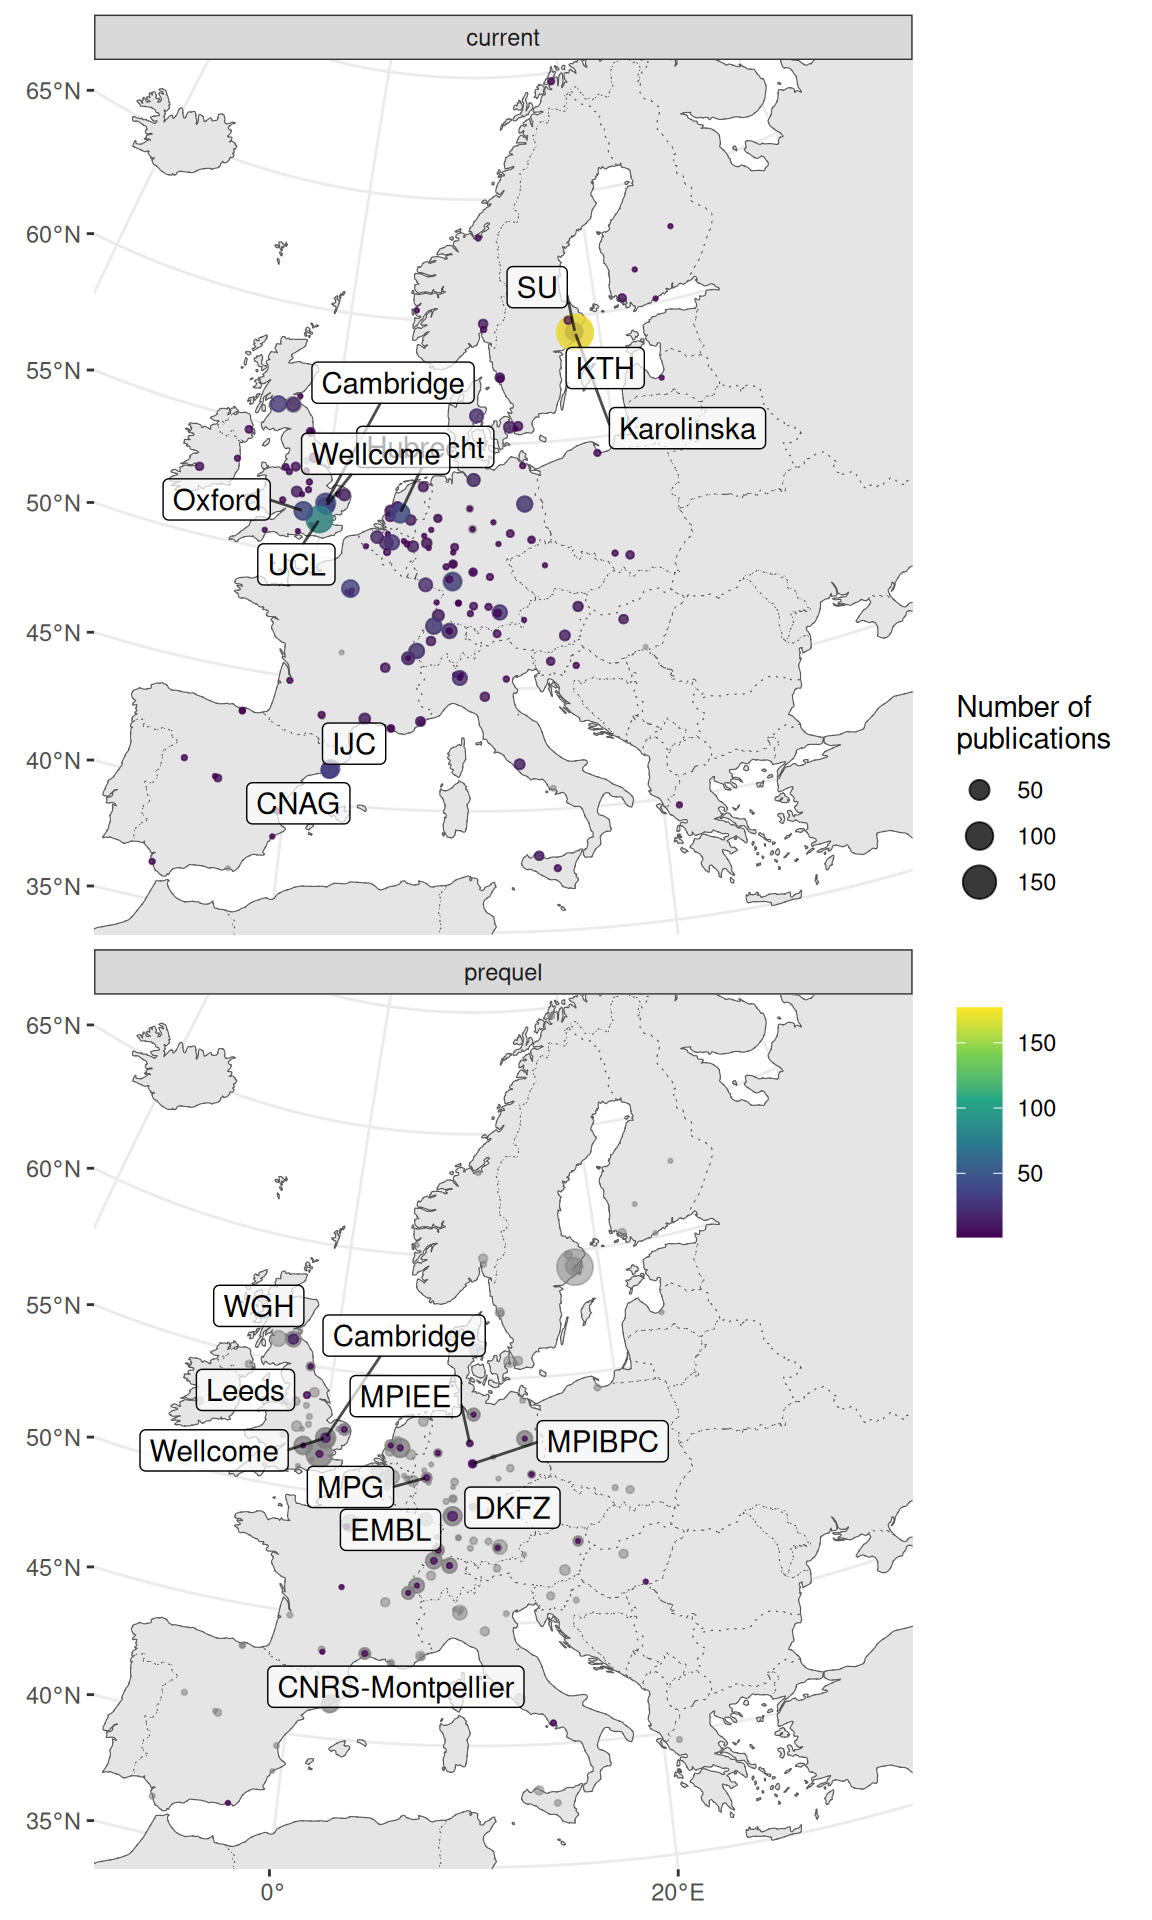 current
65°N
60°N
55°N
50°N
45°N
40°N
35°N
SU
KTH
Karolinska
Cambridge
Hubrecht
Wellcome
Oxford
UCL
IJC
CNAG
Number of
publications
50
100
150
prequel
65°N
60°N
55°N
50°N
45°N
40°N
35°N
WGH
Cambridge
Leeds
MPIEE
Wellcome
MPIBPC
MPG
DKFZ
EMBL
CNRS-Montpellier
150
100
50
0°
20°E